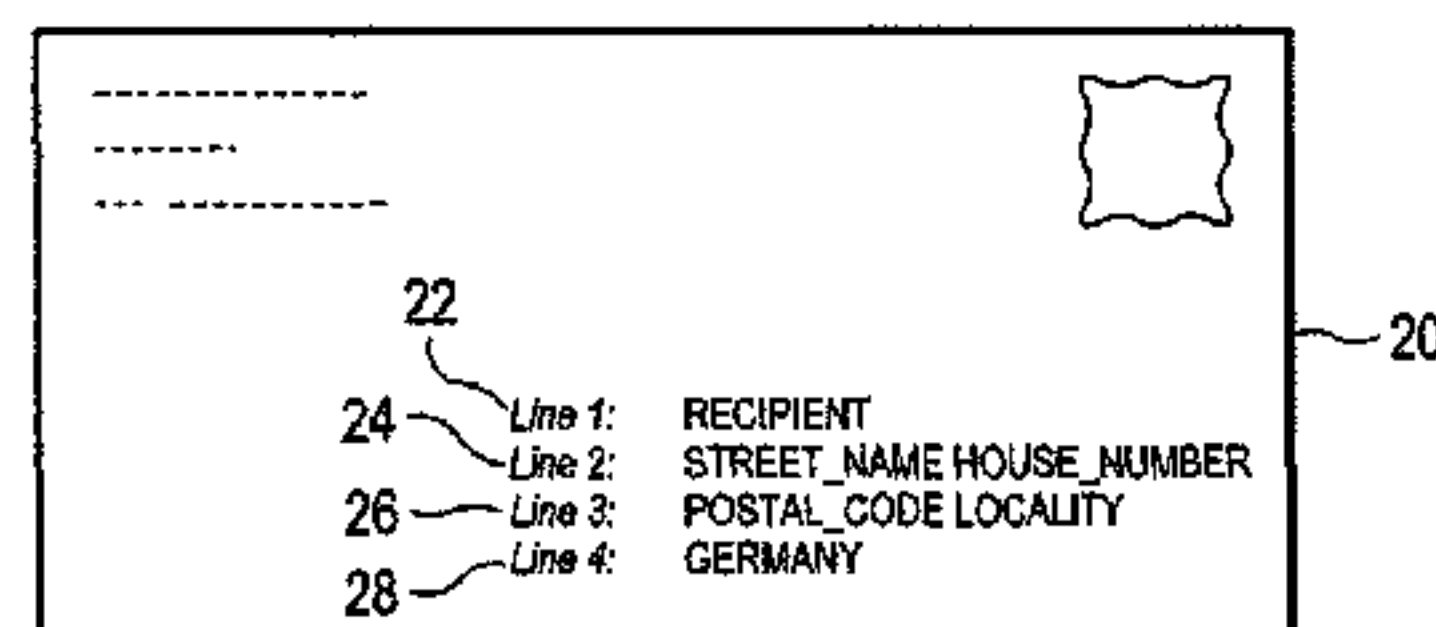 22
20
24 Line 1: RECIPIENT
Line 2: STREET_NAME HOUSE_NUMBER
26 Line 3: POSTAL_CODE LOCALITY
Line 4: GERMANY
28